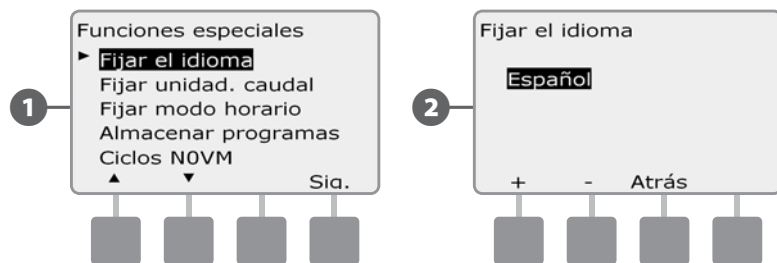 1
Funciones especiales
► Fijar el idioma
Fijar unidad. caudal
Fijar modo horario
Almacenar programas
Ciclos N0VM
▲ ▼ Sig.
2
Fijar el idioma
Español
+ - Atrás